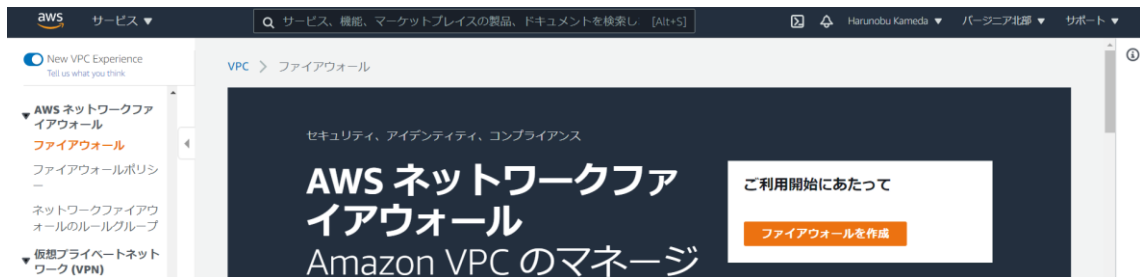 aws サービス ▼ サービス、機能、マーケットプレイスの製品、ドキュメントを検索し [Alt+S] Harunobu Kameda ▼ バージニア北部 ▼ サポート ▼
New VPC Experience
Tell us what you think
VPC > ファイアウォール
AWS ネットワークファ
イアウォール
ファイアウォール
ファイアウォールポリシ
ー
ネットワークファイアウ
ォールのルールグループ
仮想プライベートネット
ワーク (VPN)
セキュリティ、アイデンティティ、コンプライアンス
AWS ネットワークファ
イアウォール
Amazon VPC のマネージ
ご利用開始にあたって
ファイアウォールを作成